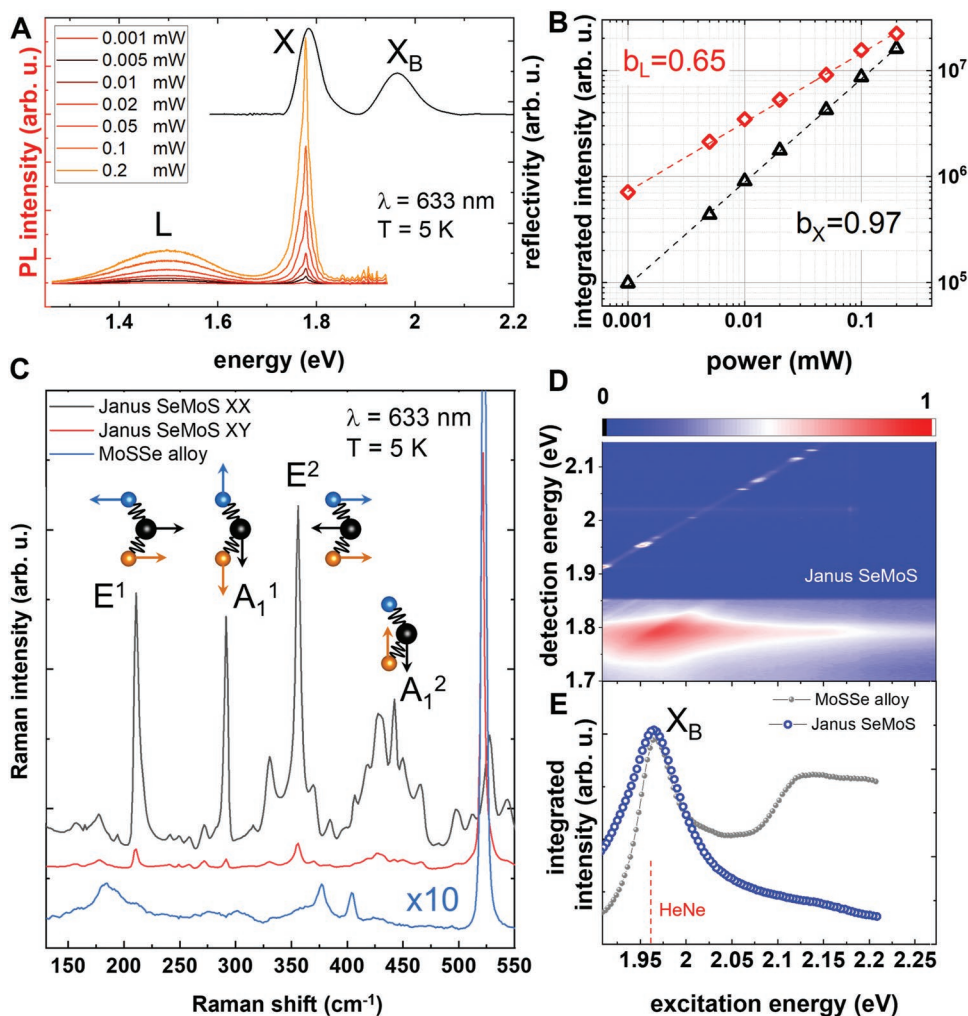 A
PL intensity (arb. u.)
0.001 mW
0.005 mW
0.01 mW
0.02 mW
0.05 mW
0.1 mW
0.2 mW
X
X_B
L
λ = 633 nm
T = 5 K
reflectivity (arb. u.)
1.4 1.6 1.8 2 2.2
energy (eV)
B
integrated intensity (arb. u.)
b_L=0.65
b_X=0.97
10^7
10^6
10^5
0.001 0.01 0.1
power (mW)
C
Raman intensity (arb. u.)
Janus SeMoS XX
Janus SeMoS XY
MoSSe alloy
λ = 633 nm
T = 5 K
E^2
E^1
A_1^1
A_1^2
x10
150 200 250 300 350 400 450 500 550
Raman shift (cm^-1)
D
0 1
detection energy (eV)
2.1
2
1.9
1.8
1.7
Janus SeMoS
E
integrated
intensity (arb. u.)
X_B
MoSSe alloy
Janus SeMoS
HeNe
1.95 2 2.05 2.1 2.15 2.2 2.25
excitation energy (eV)